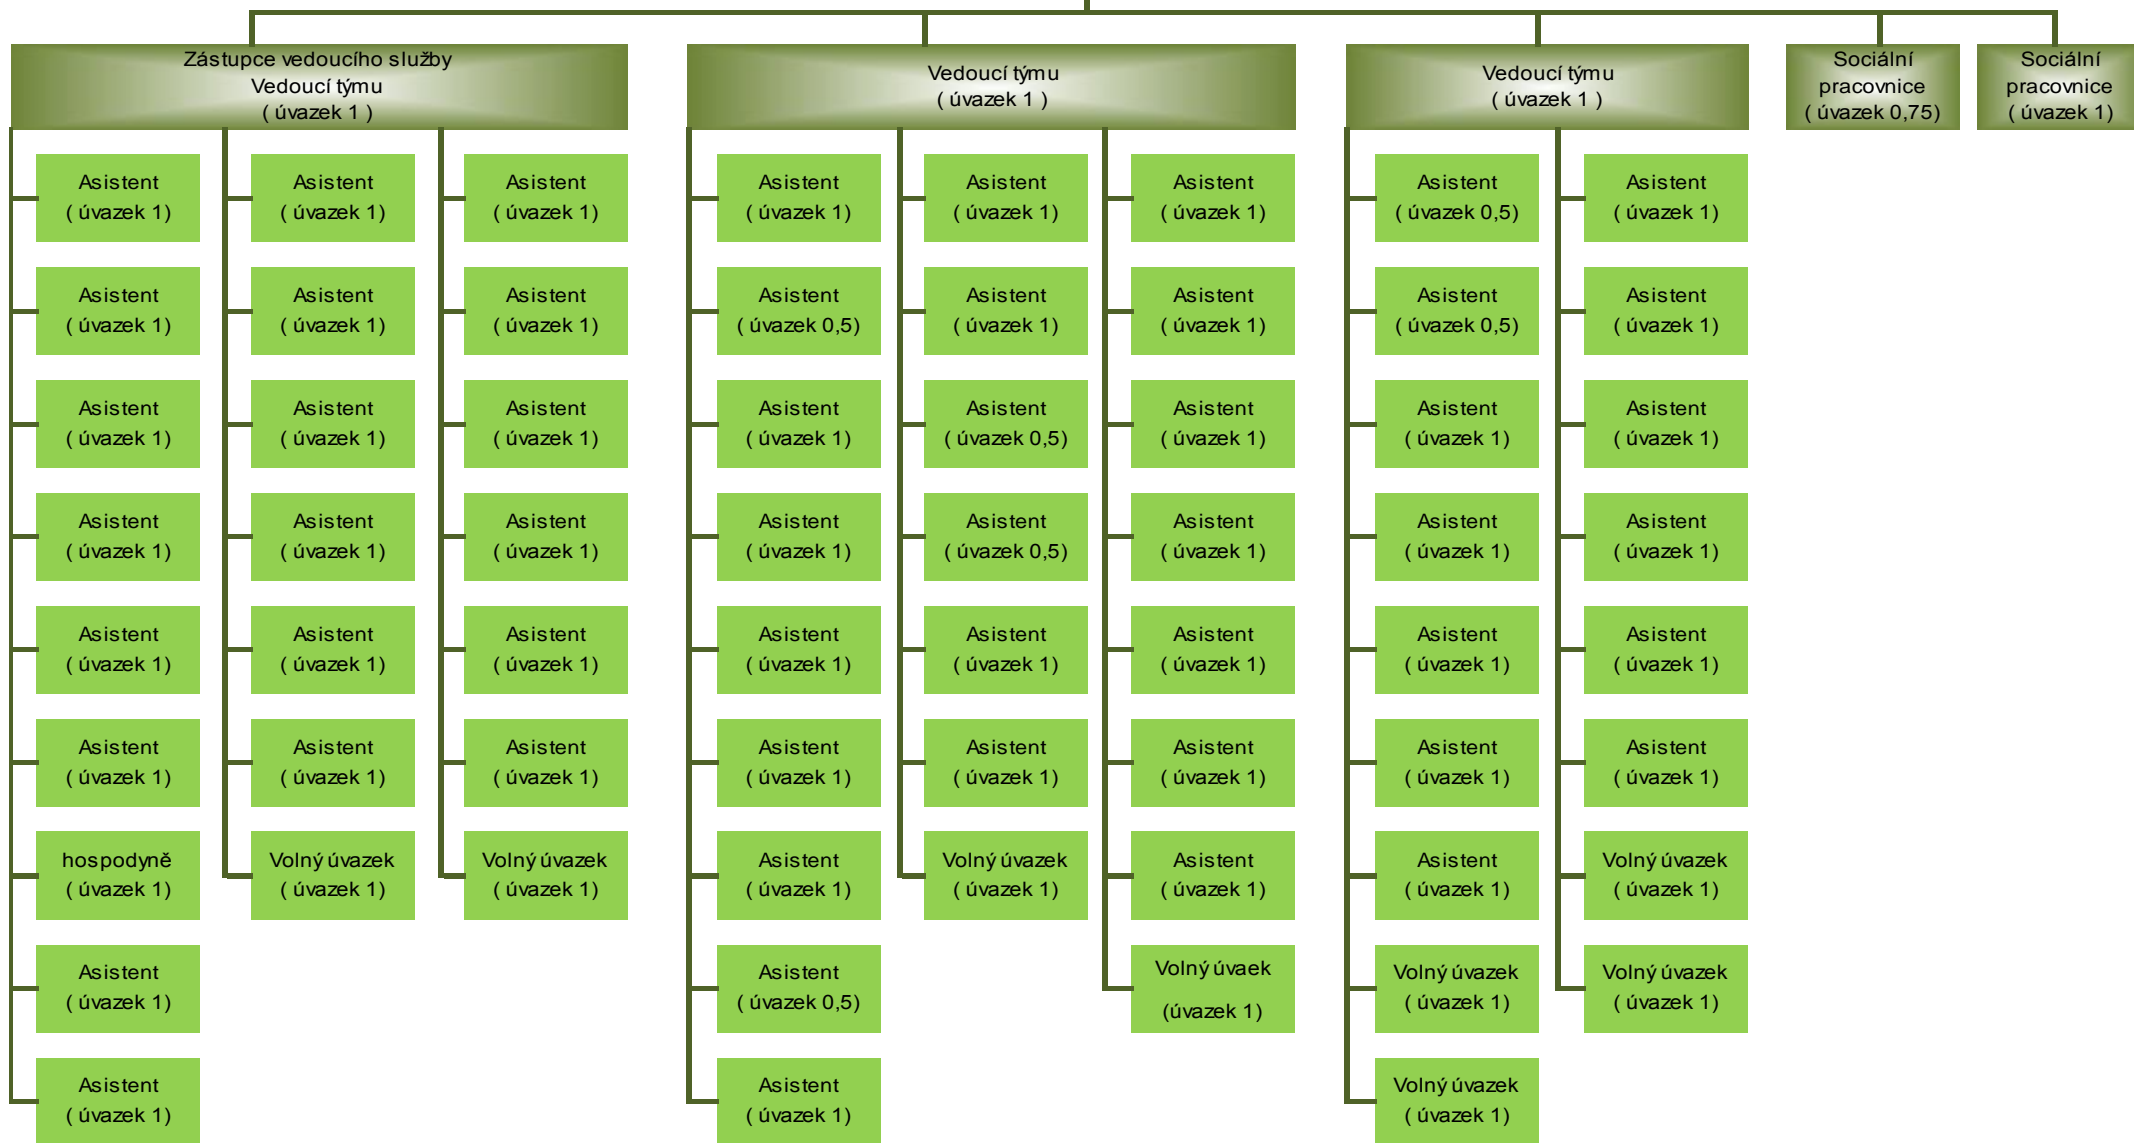 Zástupce vedoucího služby
Vedoucí týmu
( úvazek 1 )
Vedoucí týmu
( úvazek 1 )
Vedoucí týmu
( úvazek 1 )
Sociální
pracovnice
( úvazek 0,75)
Sociální
pracovnice
( úvazek 1)
Asistent
( úvazek 1)
Asistent
( úvazek 1)
Asistent
( úvazek 1)
Asistent
( úvazek 1)
Asistent
( úvazek 1)
Asistent
( úvazek 1)
Asistent
( úvazek 0,5)
Asistent
( úvazek 1)
Asistent
( úvazek 1)
Asistent
( úvazek 1)
Asistent
( úvazek 1)
Asistent
( úvazek 0,5)
Asistent
( úvazek 1)
Asistent
( úvazek 1)
Asistent
( úvazek 0,5)
Asistent
( úvazek 1)
Asistent
( úvazek 1)
Asistent
( úvazek 1)
Asistent
( úvazek 1)
Asistent
( úvazek 1)
Asistent
( úvazek 0,5)
Asistent
( úvazek 1)
Asistent
( úvazek 1)
Asistent
( úvazek 1)
Asistent
( úvazek 1)
Asistent
( úvazek 1)
Asistent
( úvazek 1)
Asistent
( úvazek 1)
Asistent
( úvazek 0,5)
Asistent
( úvazek 1)
Asistent
( úvazek 1)
Asistent
( úvazek 1)
Asistent
( úvazek 1)
Asistent
( úvazek 1)
Asistent
( úvazek 1)
Asistent
( úvazek 1)
Asistent
( úvazek 1)
Asistent
( úvazek 1)
Asistent
( úvazek 1)
Asistent
( úvazek 1)
Asistent
( úvazek 1)
Asistent
( úvazek 1)
Asistent
( úvazek 1)
Asistent
( úvazek 1)
Asistent
( úvazek 1)
Asistent
( úvazek 1)
Asistent
( úvazek 1)
Asistent
( úvazek 1)
hospodyně
( úvazek 1)
Volný úvazek
( úvazek 1)
Volný úvazek
( úvazek 1)
Asistent
( úvazek 1)
Volný úvazek
( úvazek 1)
Asistent
( úvazek 1)
Asistent
( úvazek 1)
Volný úvazek
( úvazek 1)
Asistent
( úvazek 1)
Asistent
( úvazek 0,5)
Volný úvaek
(úvazek 1)
Volný úvazek
( úvazek 1)
Volný úvazek
( úvazek 1)
Asistent
( úvazek 1)
Asistent
( úvazek 1)
Volný úvazek
( úvazek 1)